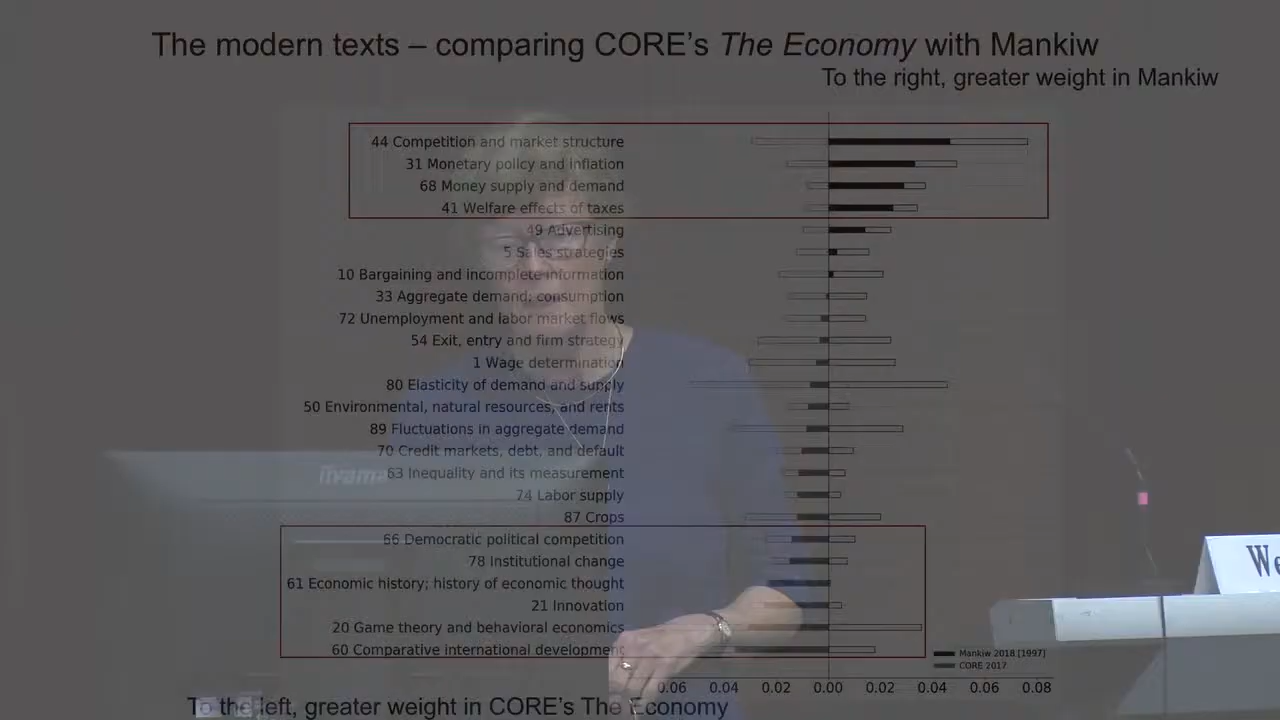 The modern texts – comparing CORE's The Economy with Mankiw
To the right, greater weight in Mankiw
44 Competition and market structure
31 Monetary policy and inflation
68 Money supply and demand
41 Welfare effects of taxes
49 Advertising
5 Sales strategies
10 Bargaining and incomplete information
33 Aggregate demand; consumption
72 Unemployment and labor market flows
54 Exit, entry and firm strategy
1 Wage determination
80 Elasticity of demand and supply
50 Environmental, natural resources, and rents
89 Fluctuations in aggregate demand
70 Credit markets, debt, and default
iiyama
63 Inequality and its measurement
74 Labor supply
87 Crops
66 Democratic political competition
78 Institutional change
We
61 Economic history; history of economic thought
21 Innovation
20 Game theory and behavioral economics
60 Comparative international development
Mankiw 2018 [1997]
CORE 2017
0.06 0.04 0.02 0.00 0.02 0.04 0.06 0.08
To the left, greater weight in CORE's The Economy